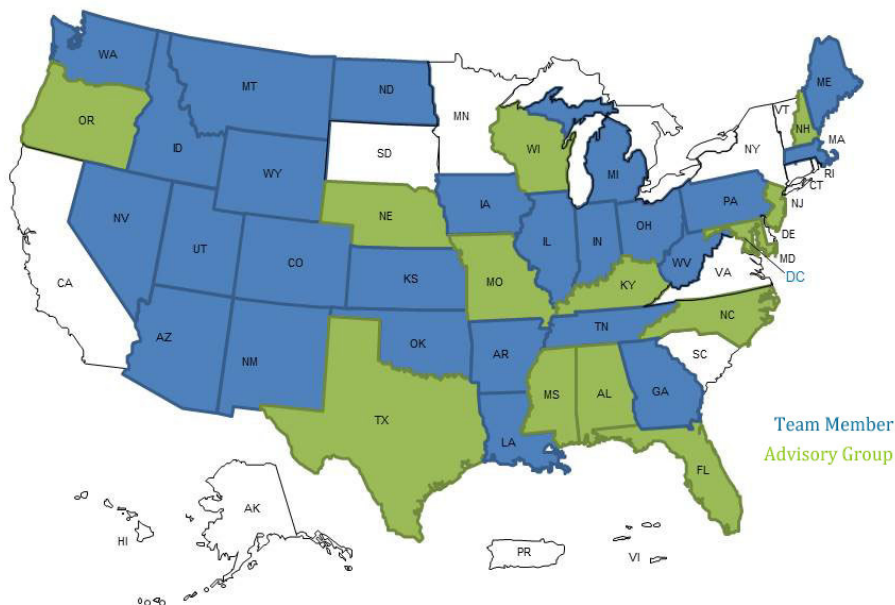 WA
MT
ND
MN
ME
VT
NH
MA
OR
ID
SD
WI
NY
RI
CT
WY
MI
NJ
IA
PA
NE
NV
OH
DE
IL
IN
UT
MD
CO
WV
DC
VA
CA
KS
MO
KY
NC
TN
AZ
OK
AR
NM
SC
MS
AL
GA
TX
LA
Team Member
Advisory Group
FL
AK
HI
PR
VI